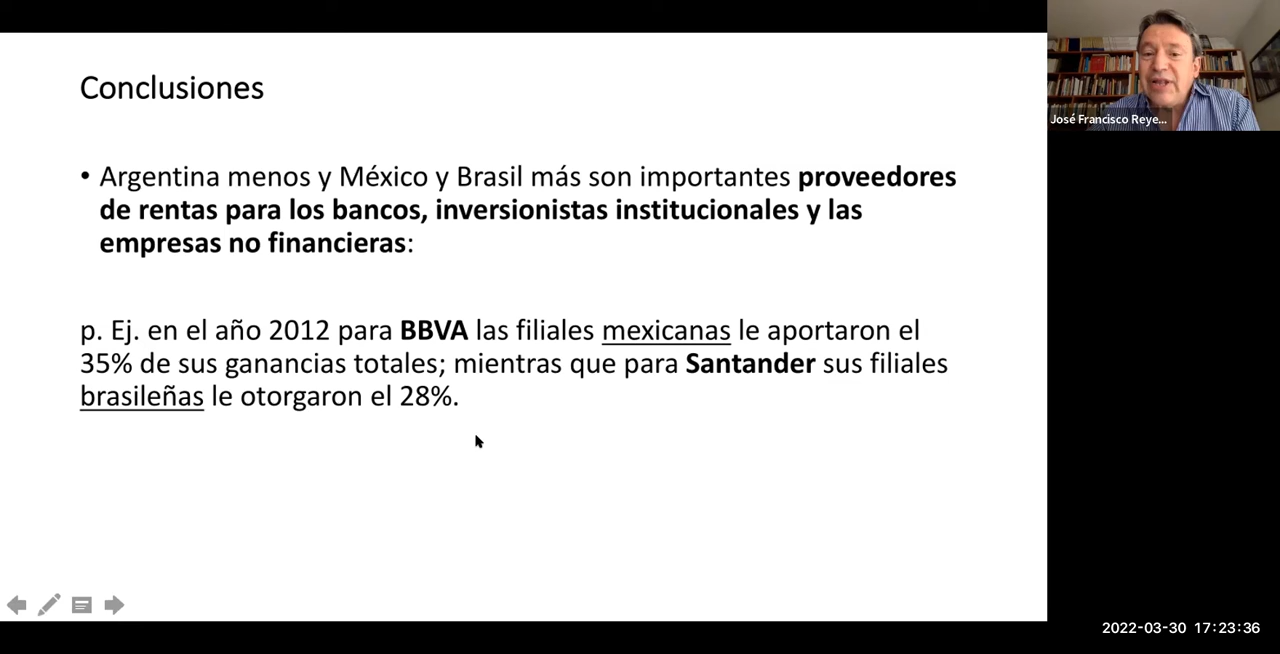 Conclusiones
• Argentina menos y México y Brasil más son importantes proveedores
de rentas para los bancos, inversionistas institucionales y las
empresas no financieras:
p. Ej. en el año 2012 para BBVA las filiales mexicanas le aportaron el
35% de sus ganancias totales; mientras que para Santander sus filiales
brasileñas le otorgaron el 28%.
José Francisco Reye...
2022-03-30 17:23:36